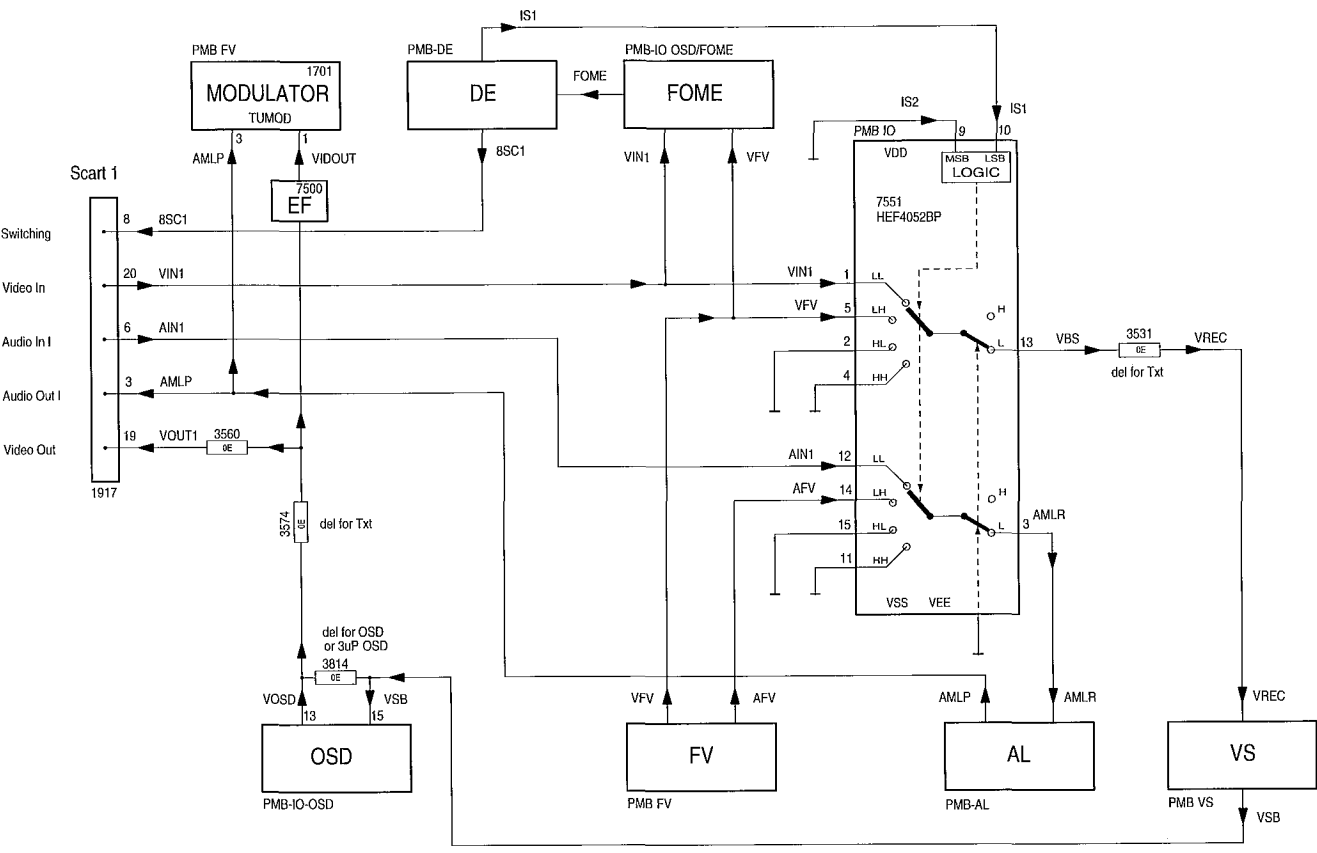 IS1
PMB FV
PMB-DE
PMB-IO OSD/FOME
1701
MODULATOR
TUMOD
DE
FOME
FOME
IS2
IS1
3
1
9
10
PMB IO
AMLP
VIDOUT
8SC1
VIN1
VFV
VDD
MSB
LSB
LOGIC
Scart 1
7500
EF
7551
HEF4052BP
Switching
8
8SC1
Video In
20
VIN1
VIN1
1
LL
VFV
5
LH
H
Audio In I
6
AIN1
2
HL
L
13
VBS
3531
0E
VREC
del for Txt
4
HH
Audio Out I
3
AMLP
Video Out
19
VOUT1
3560
0E
1917
AIN1
12
LL
AFV
14
LH
H
15
HL
L
3
AMLR
11
HH
3574
0E
del for Txt
VSS
VEE
del for OSD
or 3uP OSD
3814
0E
VOSD
VSB
13
15
VFV
AFV
AMLP
AMLR
VREC
OSD
FV
AL
VS
PMB-IO-OSD
PMB FV
PMB-AL
PMB VS
VSB